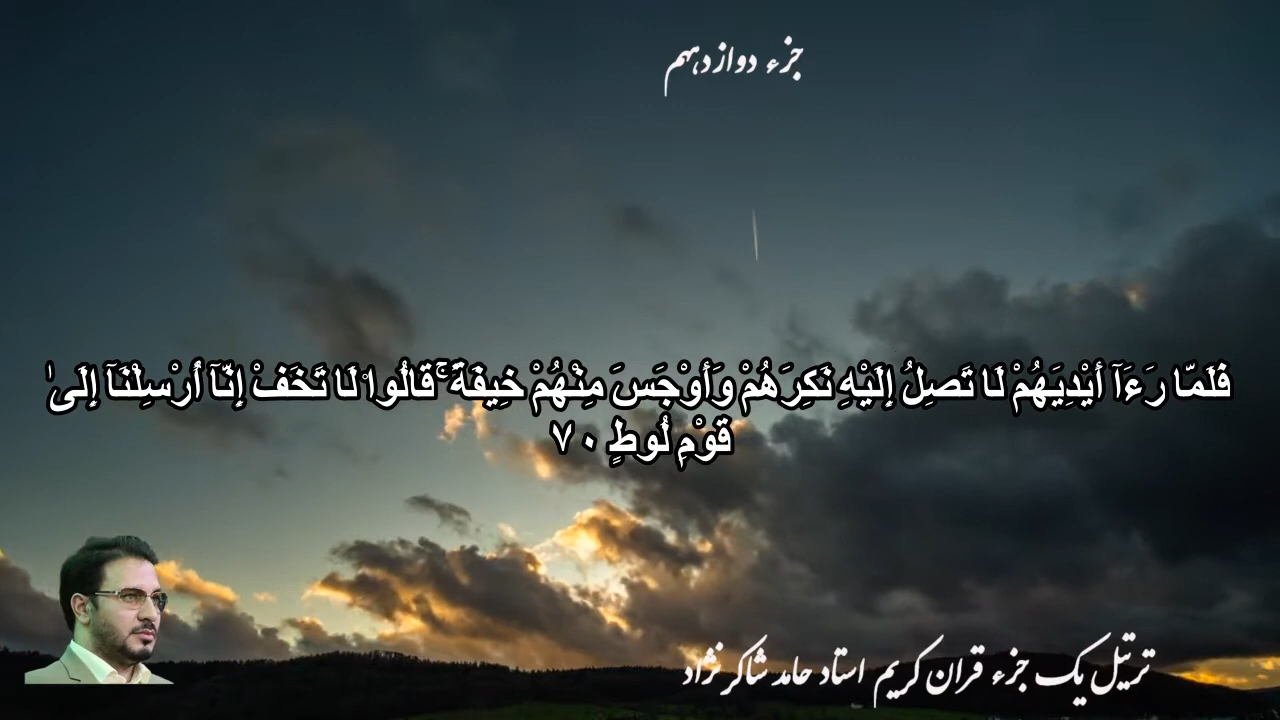 جزء دوازدهم
فَلَمَّا رَءَآ أَيْدِيَهُمْ لَا تَصِلُ إِلَيْهِ نَكِرَهُمْ وَأَوْجَسَ مِنْهُمْ خِيفَةً ۚ قَالُوا۟ لَا تَخَفْ إِنَّآ أُرْسِلْنَآ إِلَىٰ
قَوْمِ لُوطٍ ٧٠
ترتیل یک جزء قران کریم استاد حامد شاکرنژاد